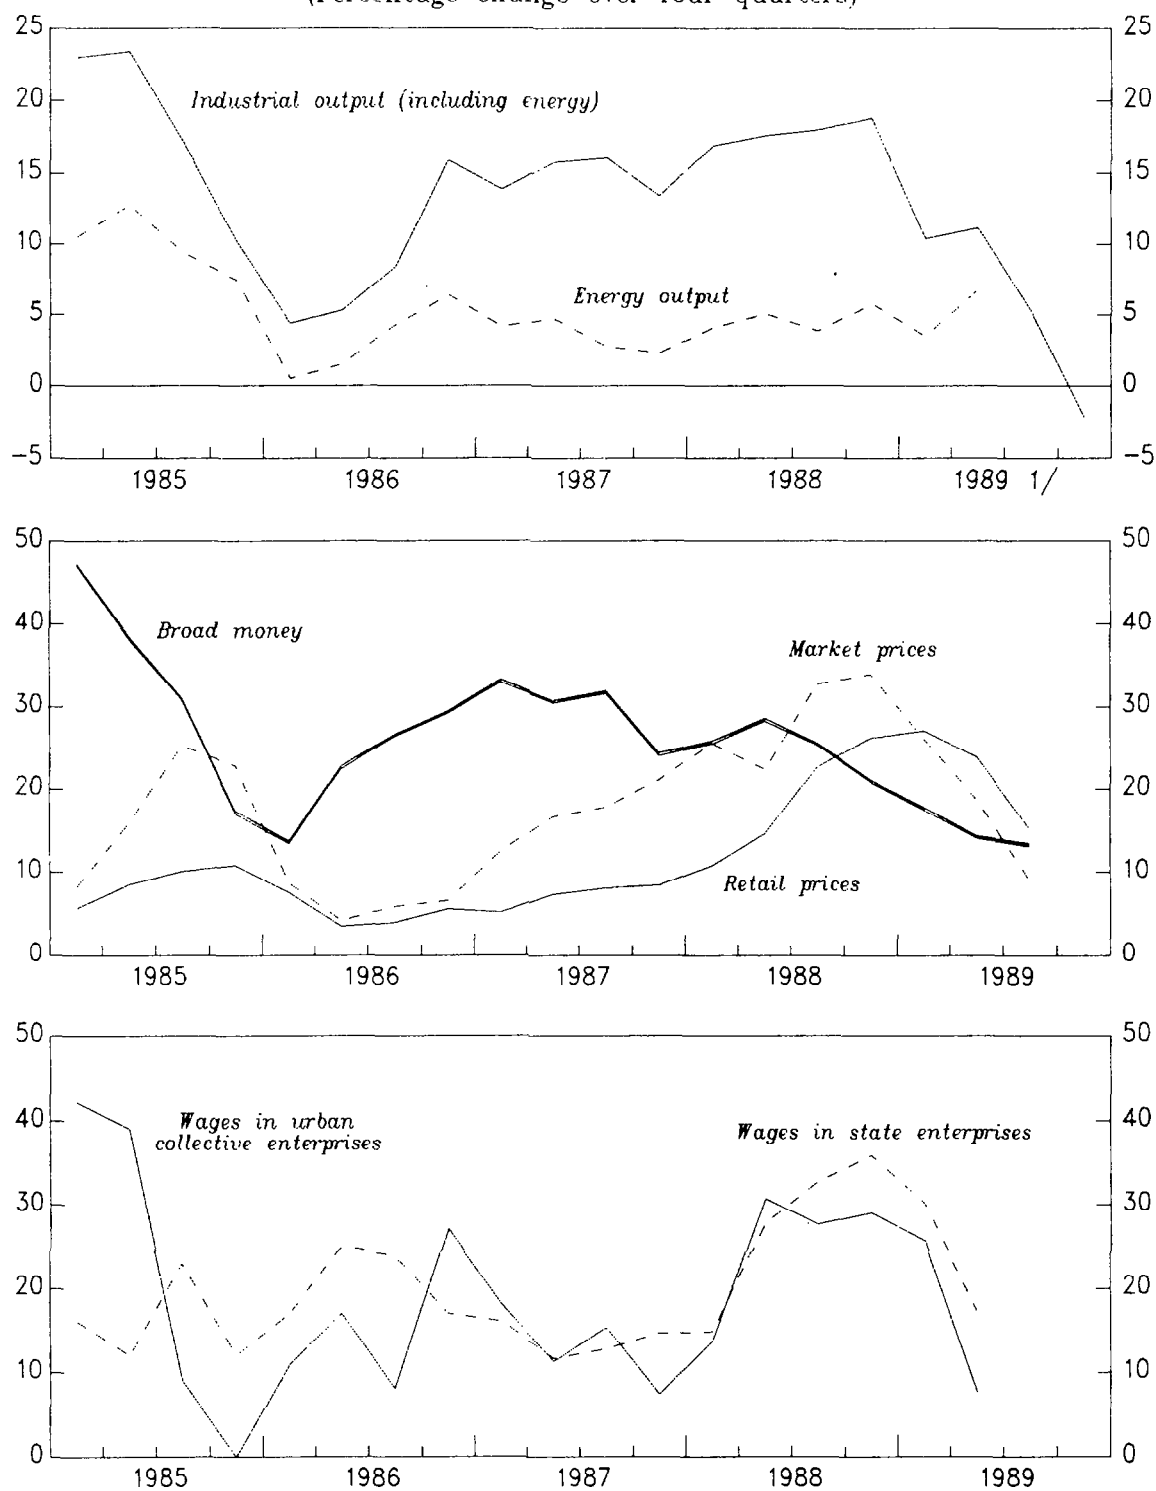 (Percentage change over four quarters)
25 25
20 20
Industrial output (including energy)
15 15
10 10
Energy output
5 5
0 0
-5 -5
1985 1986 1987 1988 1989 1/
50 50
40 40
Broad money
Market prices
30 30
20 20
10 10
Retail prices
0 0
1985 1986 1987 1988 1989
50 50
40 40
Wages in urban
collective enterprises
Wages in state enterprises
30 30
20 20
10 10
0 0
1985 1986 1987 1988 1989